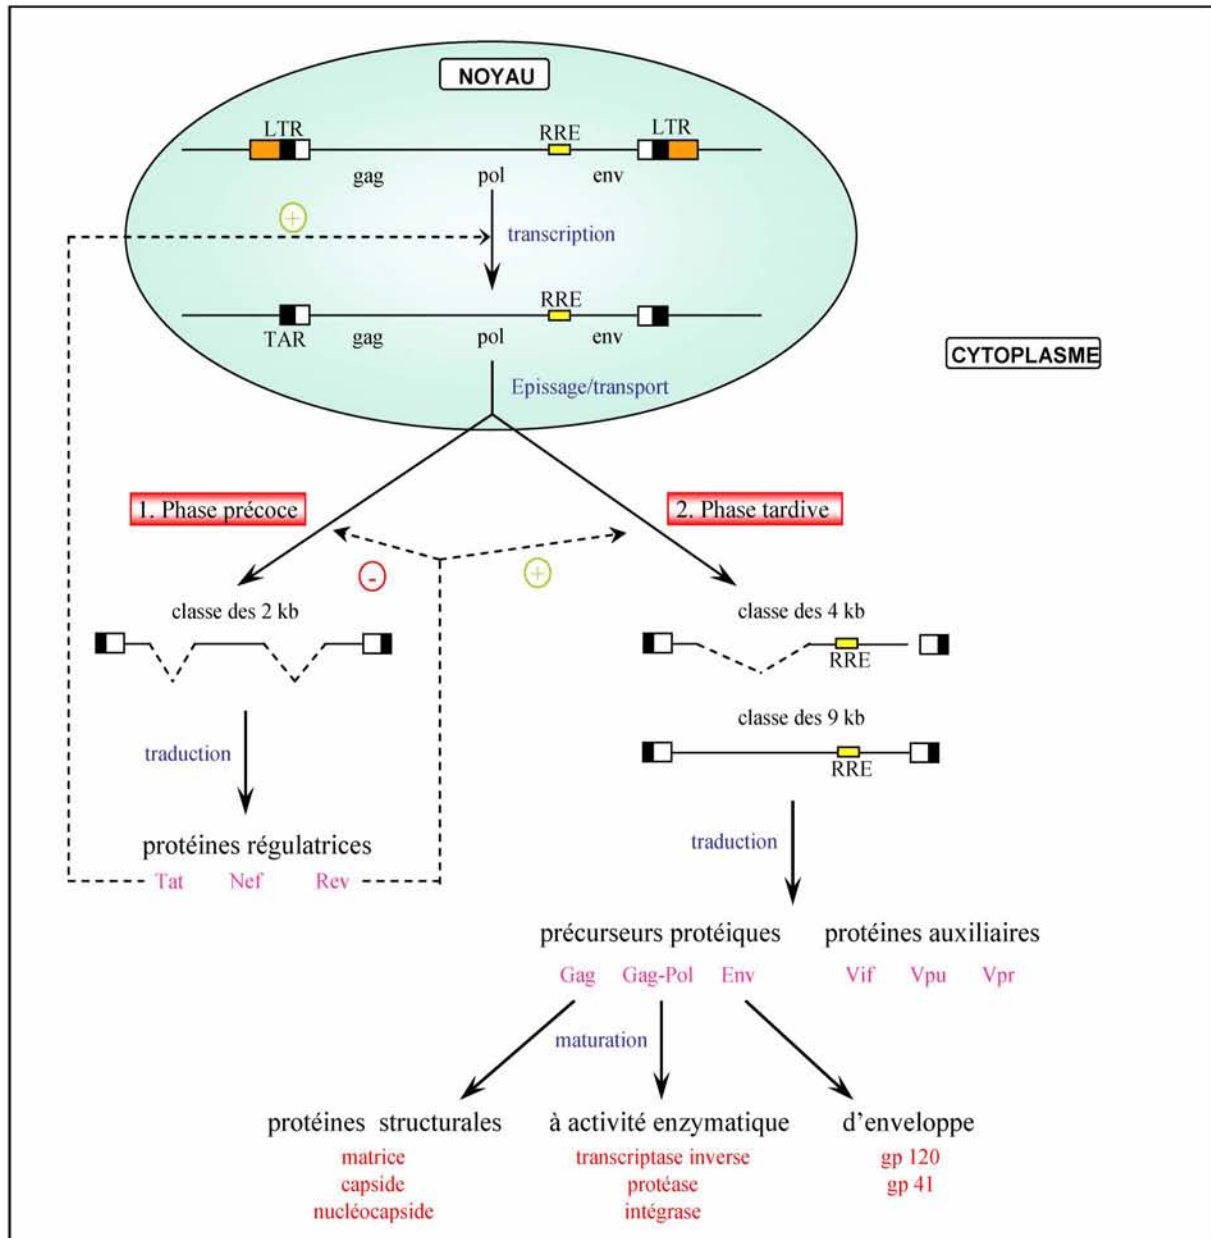 NOYAU
LTR
RRE
LTR
gag
pol
env
+
transcription
RRE
TAR
gag
pol
env
CYTOPLASME
Epissage/transport
1. Phase précoce
2. Phase tardive
-
+
classe des 2 kb
classe des 4 kb
RRE
classe des 9 kb
RRE
traduction
traduction
protéines régulatrices
Tat Nef Rev
précurseurs protéiques
protéines auxiliaires
Gag Gag-Pol Env
Vif Vpu Vpr
maturation
protéines structurales
à activité enzymatique
d'enveloppe
matrice
transcriptase inverse
gp 120
capside
protéase
gp 41
nucléocapside
intégrase